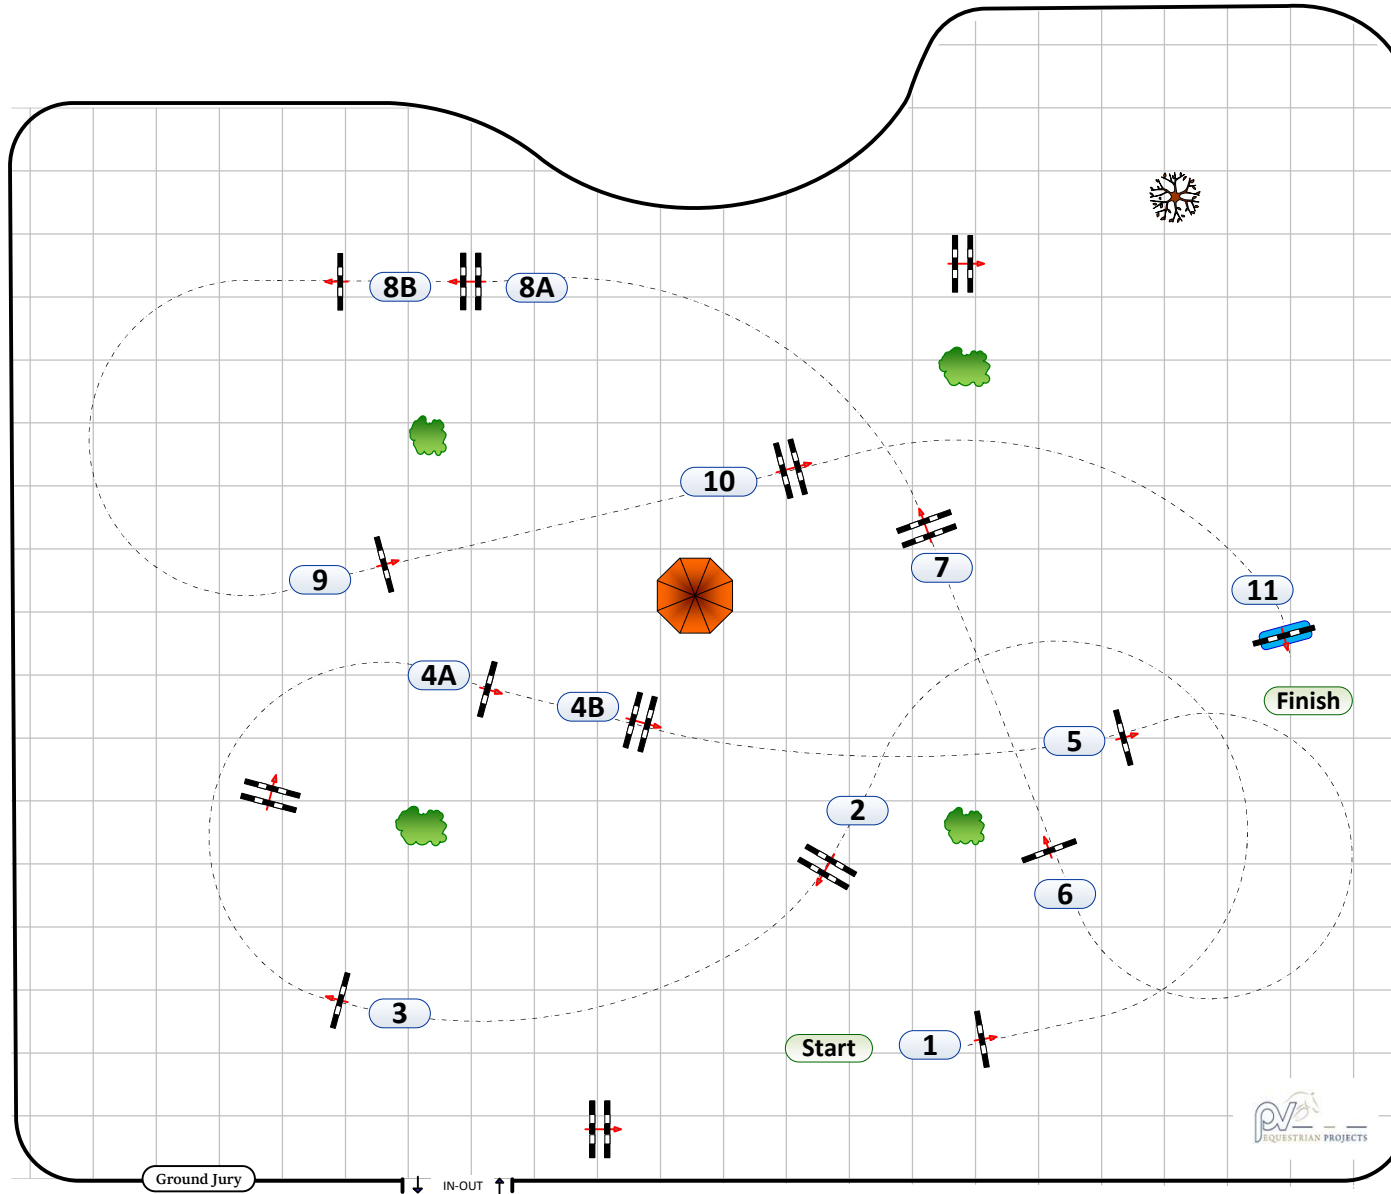 8B
8A
10
7
9
11
4A
4B
Finish
5
2
6
3
Start
1
PV
EQUESTRIAN PROJECTS
Ground Jury
IN-OUT